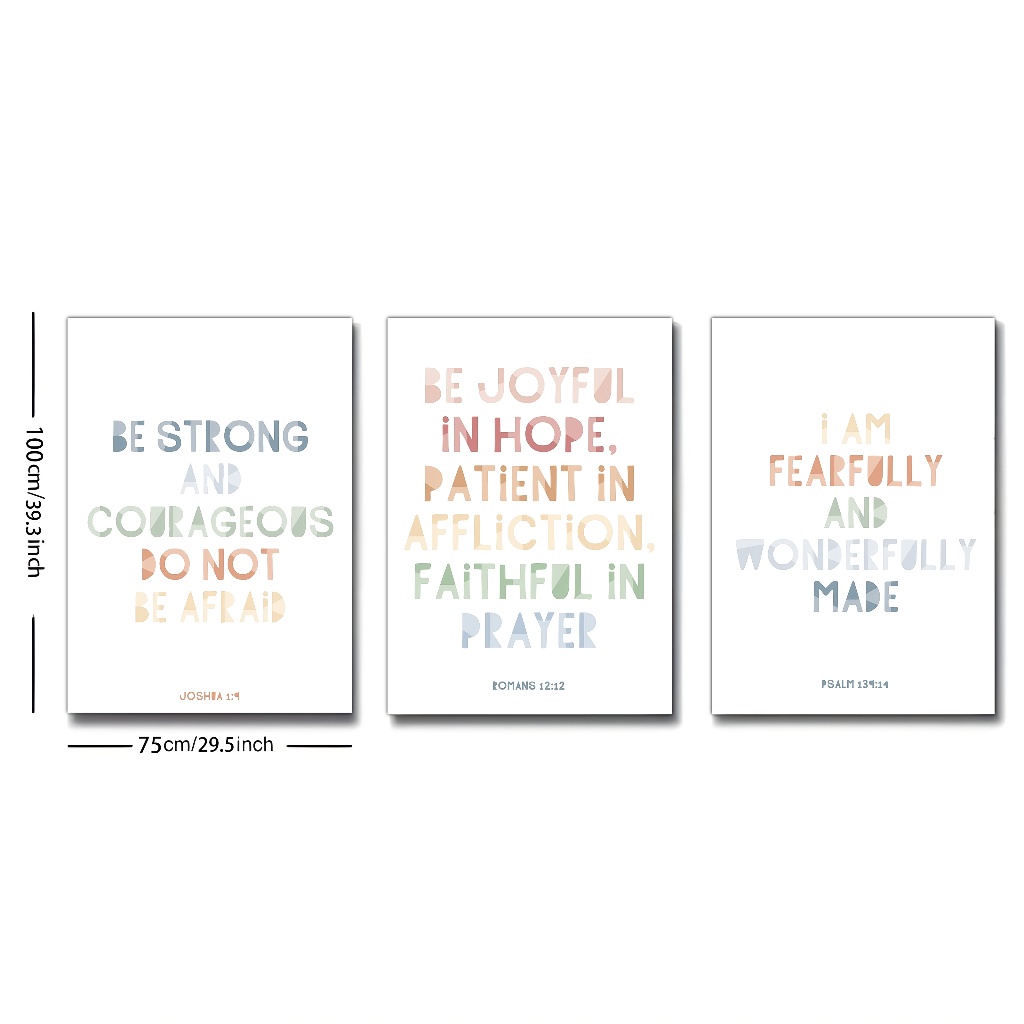 100cm/39.3inch
BE STRONG
AND
COURAGEOUS
DO NOT
BE AFRAiD
JOSHUA 1:9
75cm/29.5inch
BE JOYFUL
iN HOPE,
PATiENT iN
AFFLiCTiON,
FAiTHFUL iN
PRAYER
ROMANS 12:12
i AM
FEARFULLY
AND
WONDERFULLY
MADE
PSALM 139:14